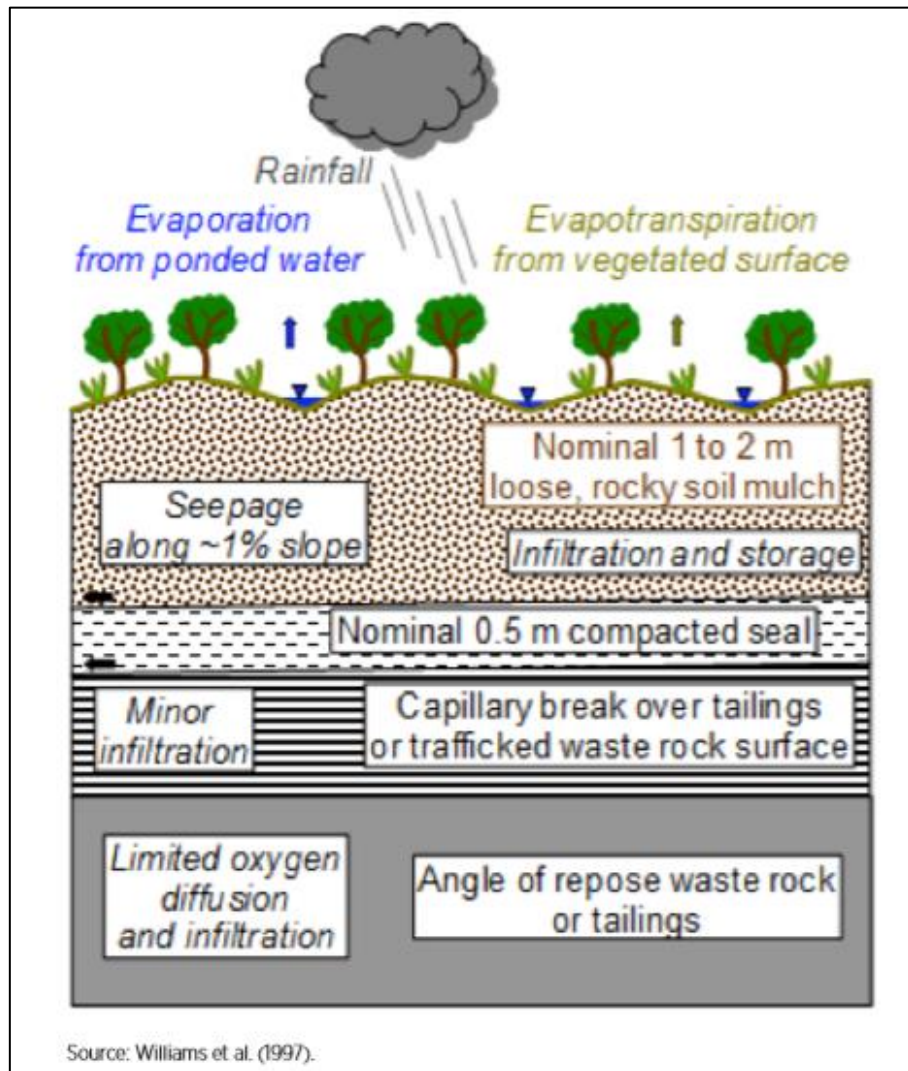 Rainfall
Evaporation
from ponded water
Evapotranspiration
from vegetated surface
Nominal 1 to 2 m
loose, rocky soil mulch
Seepage
along ~1% slope
Infiltration and storage
Nominal 0.5 m compacted seal
Minor
infiltration
Capillary break over tailings
or trafficked waste rock surface
Limited oxygen
diffusion
and infiltration
Angle of repose waste rock
or tailings
Source: Williams et al. (1997).